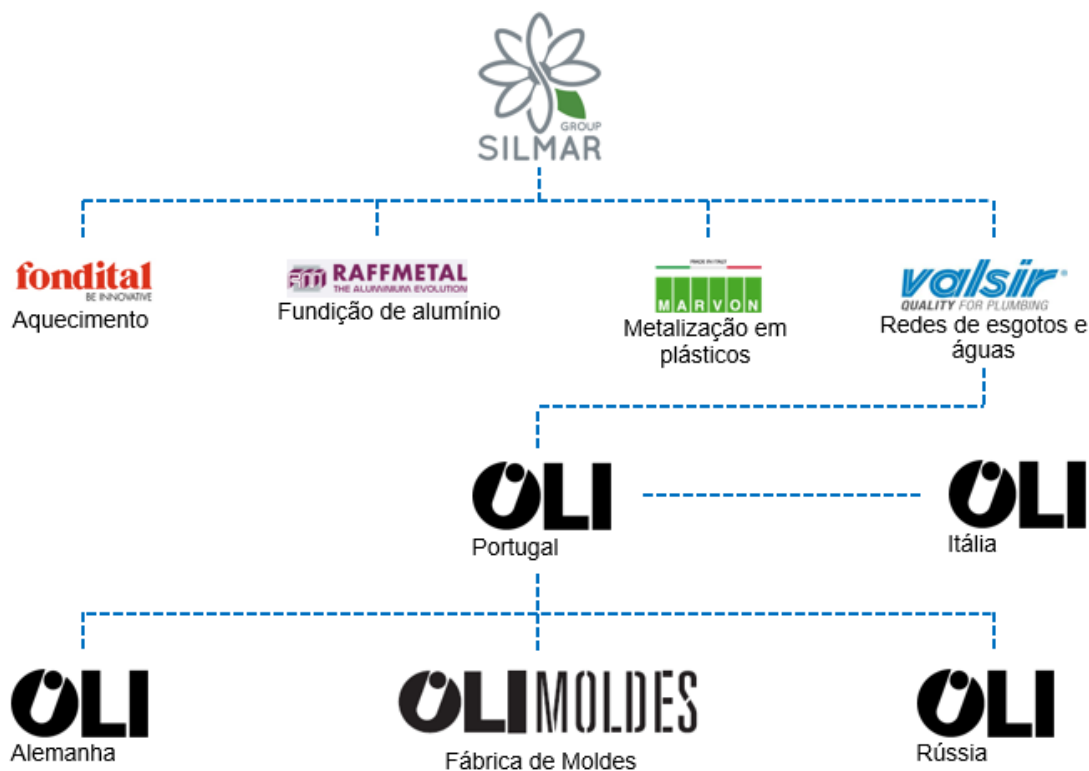 GROUP
SILMAR
fondital
BE INNOVATIVE
Aquecimento
RAFFMETAL
THE ALUMINIUM EVOLUTION
Fundição de alumínio
MADE IN ITALY
MARVON
Metalização em
plásticos
valsir®
QUALITY FOR PLUMBING
Redes de esgotos e
águas
OLI
Portugal
OLI
Itália
OLI
Alemanha
OLI MOLDES
Fábrica de Moldes
OLI
Rússia